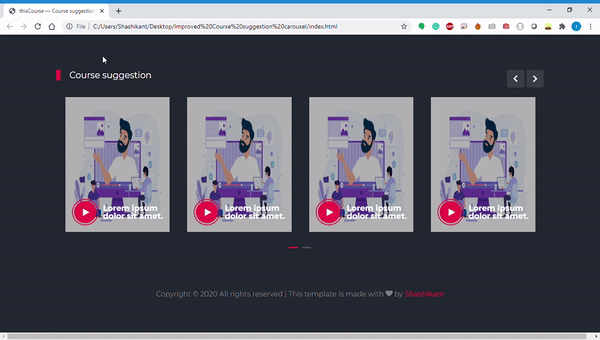 thisCourse — Course suggestion
File
C:/Users/Shashikant/Desktop/Improved%20Course%20suggestion%20carousel/index.html
Course suggestion
Lorem ipsum
dolor sit amet.
Lorem ipsum
dolor sit amet.
Lorem ipsum
dolor sit amet.
Lorem ipsum
dolor sit amet.
Copyright © 2020 All rights reserved | This template is made with ❤ by Shashikant